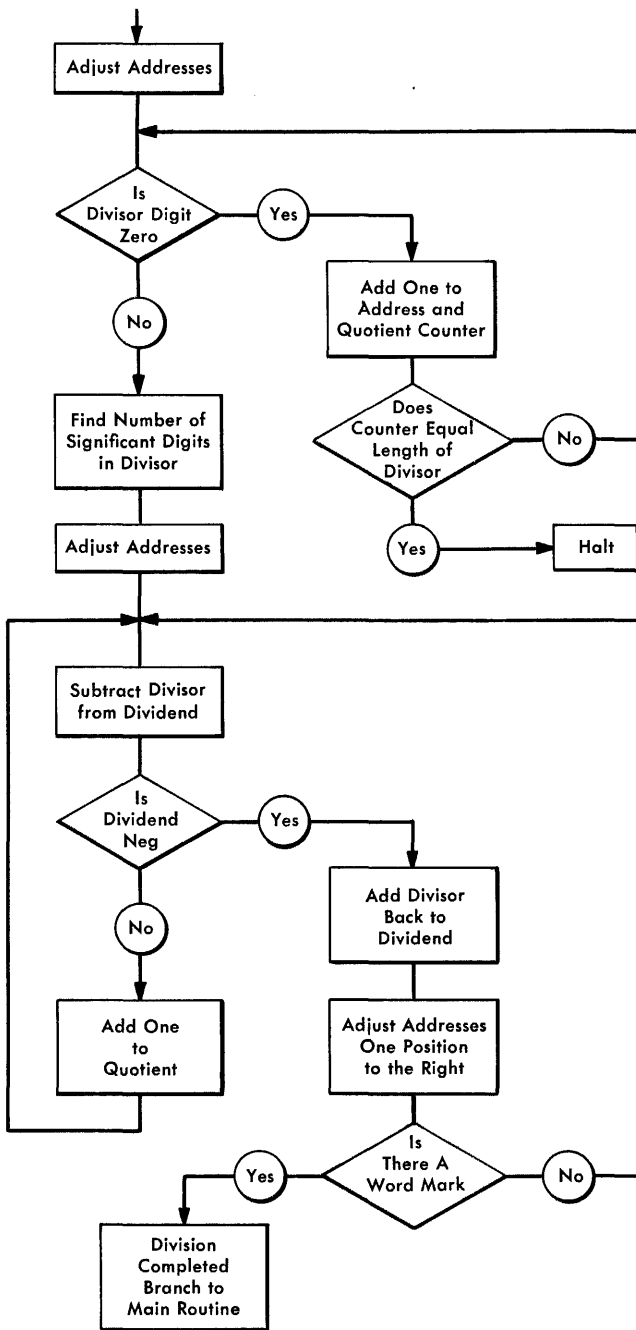 Adjust Addresses
Is
Divisor Digit
Zero
Yes
No
Add One to
Address and
Quotient Counter
Find Number of
Significant Digits
in Divisor
Does
Counter Equal
Length of
Divisor
No
Yes
Halt
Adjust Addresses
Subtract Divisor
from Dividend
Is
Dividend
Neg
Yes
No
Add Divisor
Back to
Dividend
Add One
to
Quotient
Adjust Addresses
One Position
to the Right
Is
There A
Word Mark
Yes
No
Division
Completed
Branch to
Main Routine